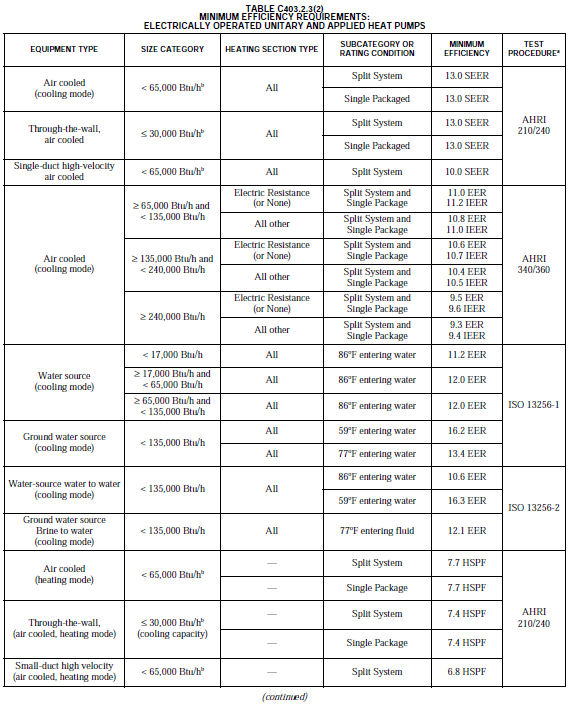 TABLE C403.2.3(2)
MINIMUM EFFICIENCY REQUIREMENTS:
ELECTRICALLY OPERATED UNITARY AND APPLIED HEAT PUMPS
EQUIPMENT TYPE SIZE CATEGORY HEATING SECTION TYPE SUBCATEGORY OR RATING CONDITION MINIMUM EFFICIENCY TEST PROCEDUREᵃ
Air cooled (cooling mode) < 65,000 Btu/hᵇ All Split System 13.0 SEER AHRI 210/240
Single Packaged 13.0 SEER
Through-the-wall, air cooled ≤ 30,000 Btu/hᵇ All Split System 13.0 SEER
Single Packaged 13.0 SEER
Single-duct high-velocity air cooled < 65,000 Btu/hᵇ All Split System 10.0 SEER
Air cooled (cooling mode) ≥ 65,000 Btu/h and < 135,000 Btu/h Electric Resistance (or None) Split System and Single Package 11.0 EER 11.2 IEER AHRI 340/360
All other Split System and Single Package 10.8 EER 11.0 IEER
≥ 135,000 Btu/h and < 240,000 Btu/h Electric Resistance (or None) Split System and Single Package 10.6 EER 10.7 IEER
All other Split System and Single Package 10.4 EER 10.5 IEER
≥ 240,000 Btu/h Electric Resistance (or None) Split System and Single Package 9.5 EER 9.6 IEER
All other Split System and Single Package 9.3 EER 9.4 IEER
Water source (cooling mode) < 17,000 Btu/h All 86°F entering water 11.2 EER ISO 13256-1
≥ 17,000 Btu/h and < 65,000 Btu/h All 86°F entering water 12.0 EER
≥ 65,000 Btu/h and < 135,000 Btu/h All 86°F entering water 12.0 EER
Ground water source (cooling mode) < 135,000 Btu/h All 59°F entering water 16.2 EER
All 77°F entering water 13.4 EER
Water-source water to water (cooling mode) < 135,000 Btu/h All 86°F entering water 10.6 EER ISO 13256-2
59°F entering water 16.3 EER
Ground water source Brine to water (cooling mode) < 135,000 Btu/h All 77°F entering fluid 12.1 EER
Air cooled (heating mode) < 65,000 Btu/hᵇ — Split System 7.7 HSPF AHRI 210/240
— Single Package 7.7 HSPF
Through-the-wall, (air cooled, heating mode) ≤ 30,000 Btu/hᵇ (cooling capacity) — Split System 7.4 HSPF
— Single Package 7.4 HSPF
Small-duct high velocity (air cooled, heating mode) < 65,000 Btu/hᵇ — Split System 6.8 HSPF
(continued)